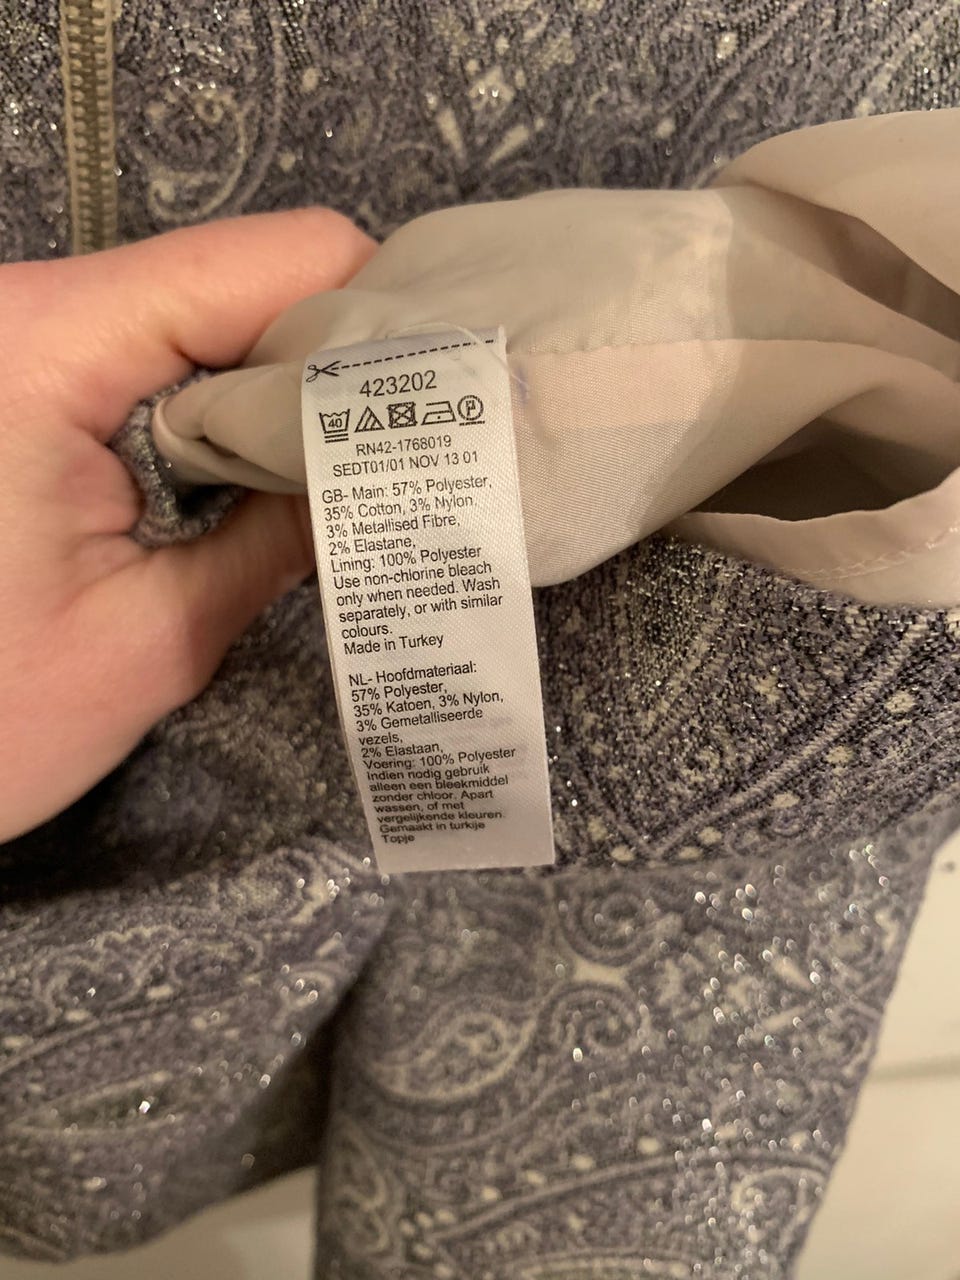 423202
40 P
RN42-1768019
SEDT01/01 NOV 13 01
GB- Main: 57% Polyester,
35% Cotton, 3% Nylon,
3% Metallised Fibre,
2% Elastane,
Lining: 100% Polyester
Use non-chlorine bleach
only when needed. Wash
separately, or with similar
colours.
Made in Turkey
NL- Hoofdmateriaal:
57% Polyester,
35% Katoen, 3% Nylon,
3% Gemetalliseerde
vezels,
2% Elastaan,
Voering: 100% Polyester
Indien nodig gebruik
alleen een bleekmiddel
zonder chloor. Apart
wassen, of met
vergelijkende kleuren.
Gemaakt in turkije
Topje